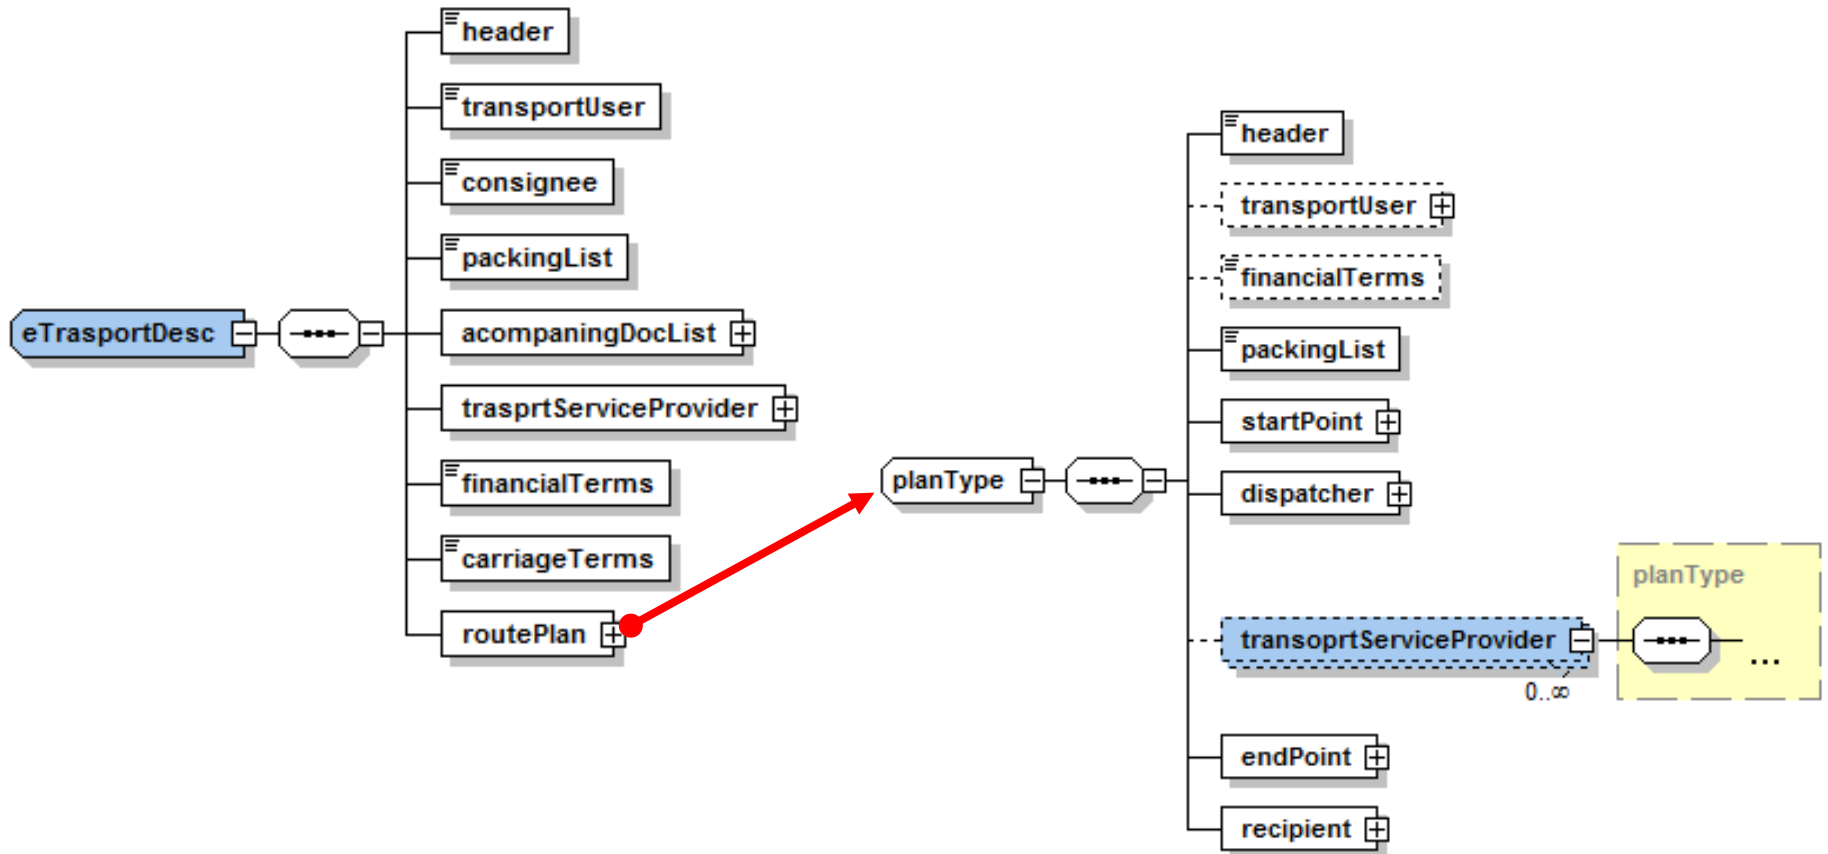 header
transportUser
consignee
packingList
eTrasportDesc
acompaningDocList
trasprtServiceProvider
financialTerms
carriageTerms
routePlan
planType
header
transportUser
financialTerms
packingList
startPoint
dispatcher
planType
transoprtServiceProvider
...
0..∞
endPoint
recipient